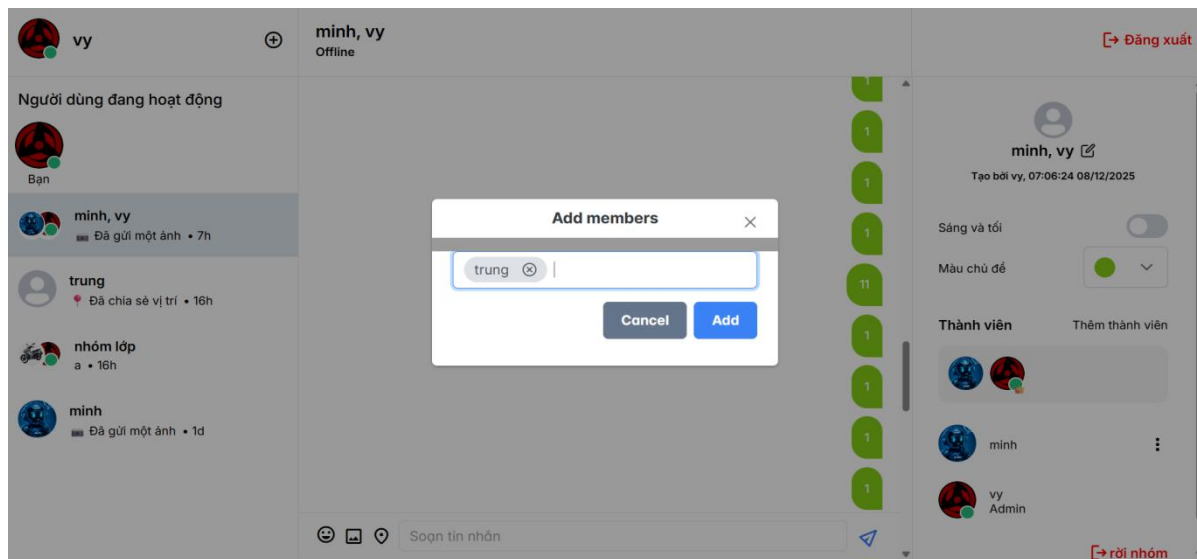 vy
minh, vy
Offline
Đăng xuất
Người dùng đang hoạt động
Bạn
minh, vy
Đã gửi một ảnh • 7h
trung
Đã chia sẻ vị trí • 16h
nhóm lớp
a • 16h
minh
Đã gửi một ảnh • 1d
1
1
1
1
11
1
1
1
1
Soạn tin nhắn
Add members
trung
Cancel
Add
minh, vy
Tạo bởi vy, 07:06:24 08/12/2025
Sáng và tối
Màu chủ đề
Thành viên
Thêm thành viên
minh
vy
Admin
rời nhóm